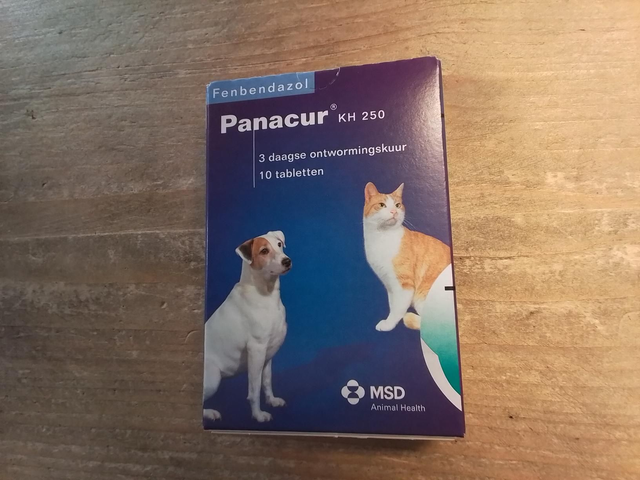 Fenbendazol
Panacur® KH 250
3 daagse ontwormingskuur
10 tabletten
MSD
Animal Health